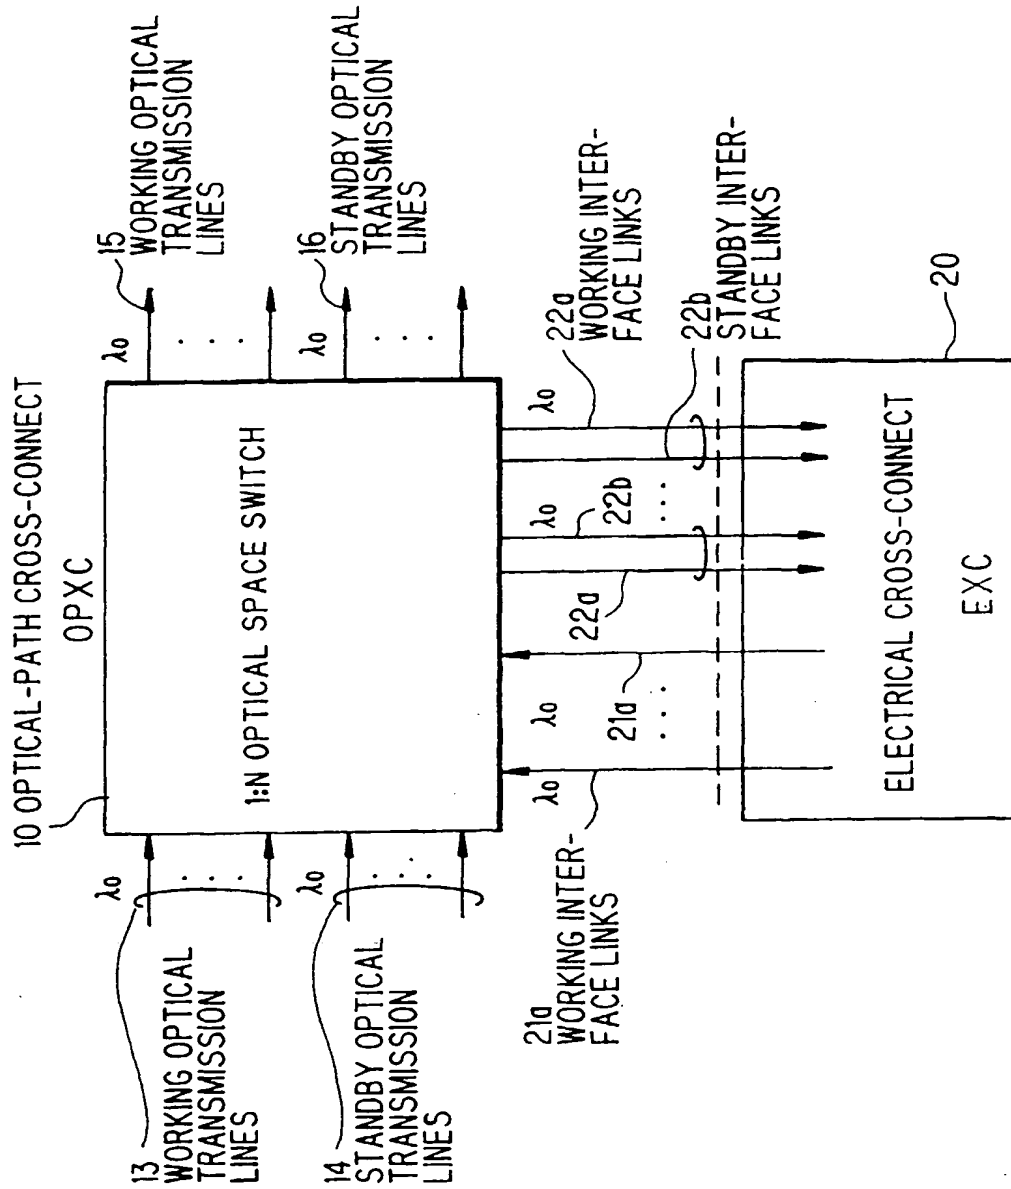 10 OPTICAL-PATH CROSS-CONNECT
OPXC
1:N OPTICAL SPACE SWITCH
λ0
. . .
λ0
. . .
13
WORKING OPTICAL
TRANSMISSION
LINES
14
STANDBY OPTICAL
TRANSMISSION
LINES
λ0
. . .
λ0
. . .
15
WORKING OPTICAL
TRANSMISSION
LINES
16
STANDBY OPTICAL
TRANSMISSION
LINES
21a
WORKING INTER-
FACE LINKS
λ0
λ0
. . .
21a
22a
λ0
22b
. . .
λ0
22a
WORKING INTER-
FACE LINKS
22b
STANDBY INTER-
FACE LINKS
20
ELECTRICAL CROSS-CONNECT
EXC